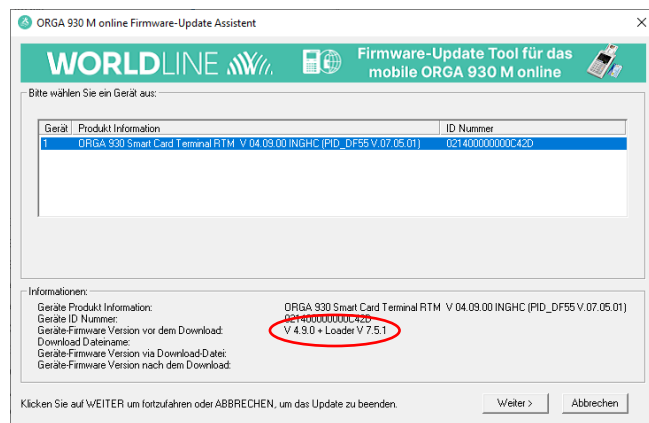 ORGA 930 M online Firmware-Update Assistent
WORLDLINE
Firmware-Update Tool für das
mobile ORGA 930 M online
Bitte wählen Sie ein Gerät aus:
Gerät Produkt Information ID Nummer
1 ORGA 930 Smart Card Terminal RTM V 04.09.00 INGHC (PID_DF55 V.07.05.01) 021400000000C42D
Informationen:
Geräte Produkt Information: ORGA 930 Smart Card Terminal RTM V 04.09.00 INGHC (PID_DF55 V.07.05.01)
Geräte ID Nummer: 021400000000C42D
Geräte-Firmware Version vor dem Download: V 4.9.0 + Loader V 7.5.1
Download Dateiname:
Geräte-Firmware Version via Download-Datei:
Geräte-Firmware Version nach dem Download:
Klicken Sie auf WEITER um fortzufahren oder ABBRECHEN, um das Update zu beenden. Weiter > Abbrechen